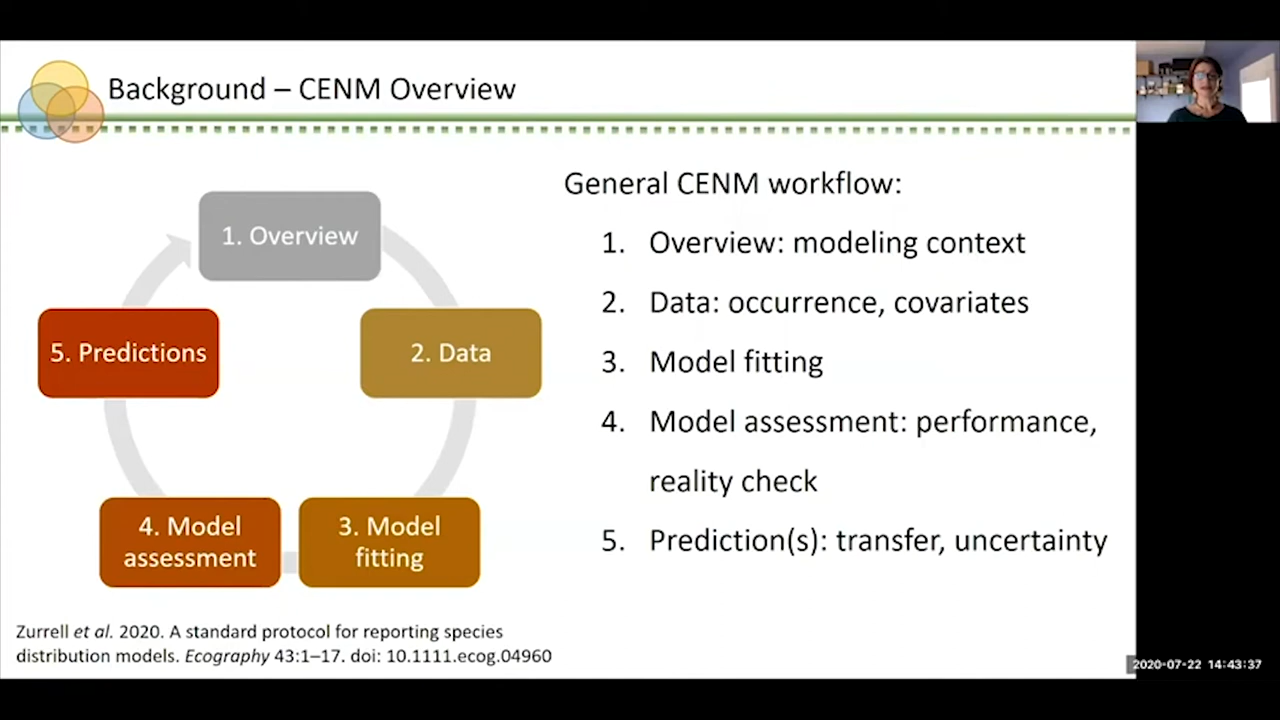 Background – CENM Overview
1. Overview
5. Predictions
2. Data
4. Model
assessment
3. Model
fitting
General CENM workflow:
1. Overview: modeling context
2. Data: occurrence, covariates
3. Model fitting
4. Model assessment: performance,
reality check
5. Prediction(s): transfer, uncertainty
Zurrell et al. 2020. A standard protocol for reporting species
distribution models. Ecography 43:1–17. doi: 10.1111.ecog.04960
2020-07-22 14:43:37